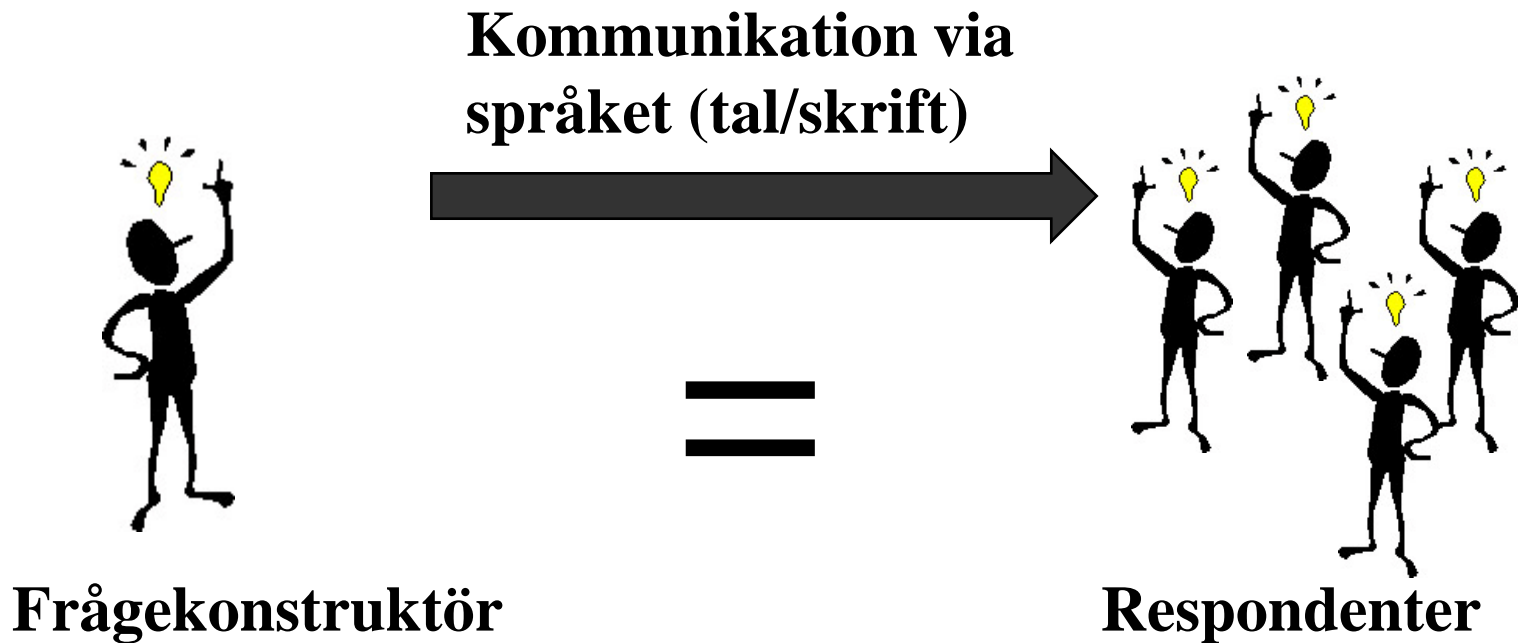 Kommunikation via
språket (tal/skrift)
=
Frågekonstruktör
Respondenter